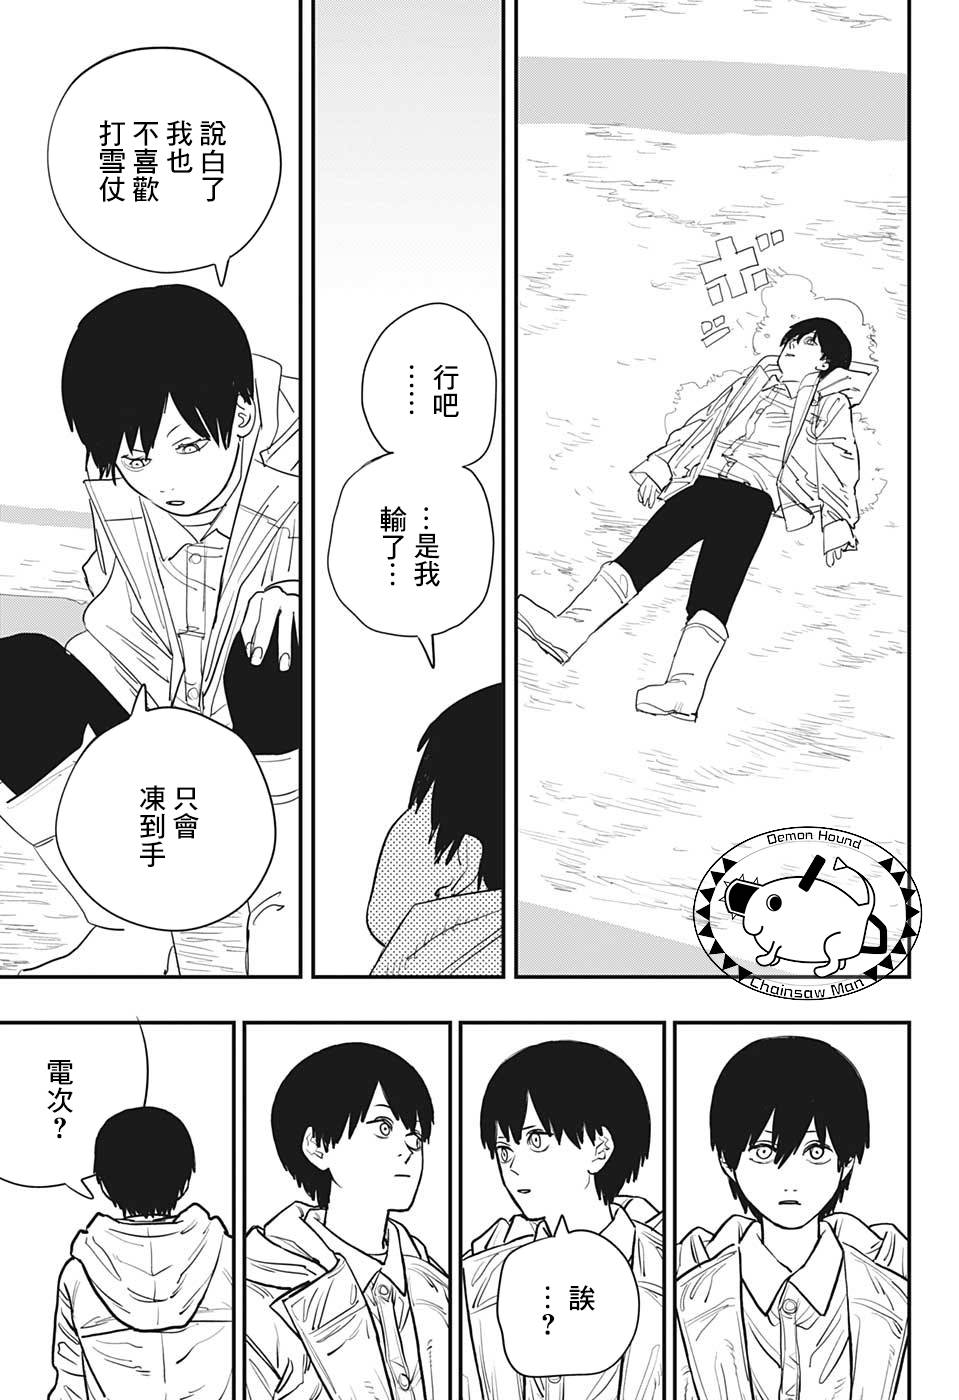 ボ
行吧
……
…是我
輸了…
說白了
我也
不喜歡
打雪仗
只會
凍到手
Demon Hound
Chainsaw Man
誒
…?
電次?